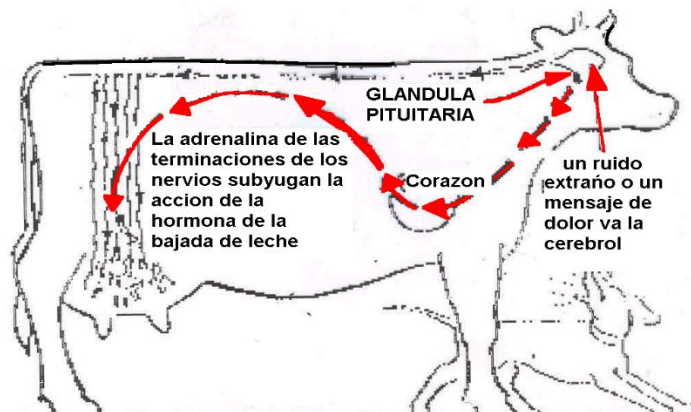 GLANDULA
PITUITARIA
La adrenalina de las
terminaciones de los
nervios subyugan la
accion de la
hormona de la
bajada de leche
Corazon
un ruido
extraño o un
mensaje de
dolor va la
cerebrol